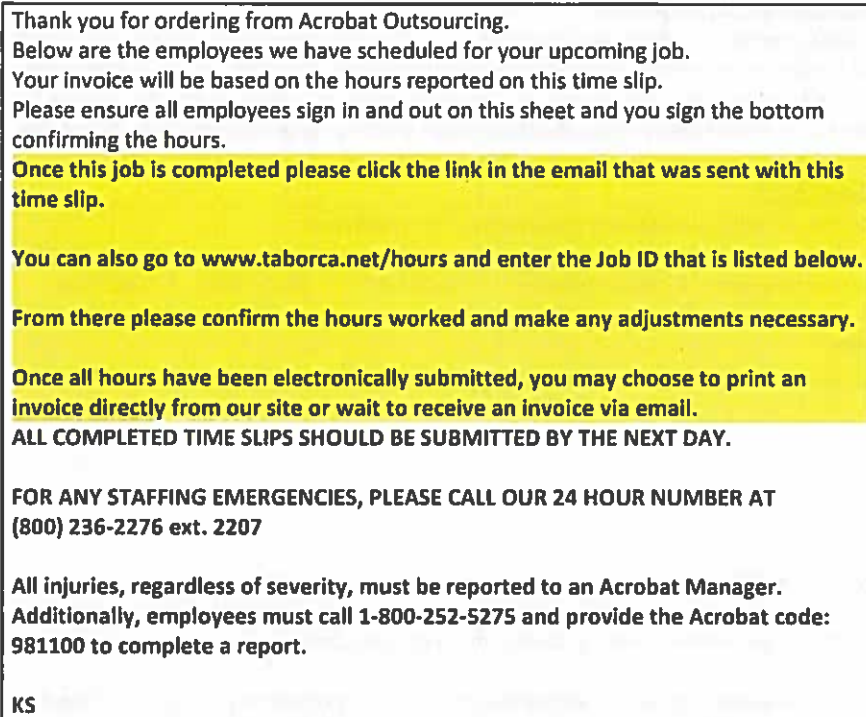 Thank you for ordering from Acrobat Outsourcing.
Below are the employees we have scheduled for your upcoming job.
Your invoice will be based on the hours reported on this time slip.
Please ensure all employees sign in and out on this sheet and you sign the bottom
confirming the hours.
Once this job is completed please click the link in the email that was sent with this
time slip.
You can also go to www.taborca.net/hours and enter the Job ID that is listed below.
From there please confirm the hours worked and make any adjustments necessary.
Once all hours have been electronically submitted, you may choose to print an
invoice directly from our site or wait to receive an invoice via email.
ALL COMPLETED TIME SLIPS SHOULD BE SUBMITTED BY THE NEXT DAY.
FOR ANY STAFFING EMERGENCIES, PLEASE CALL OUR 24 HOUR NUMBER AT
(800) 236-2276 ext. 2207
All injuries, regardless of severity, must be reported to an Acrobat Manager.
Additionally, employees must call 1-800-252-5275 and provide the Acrobat code:
981100 to complete a report.
KS